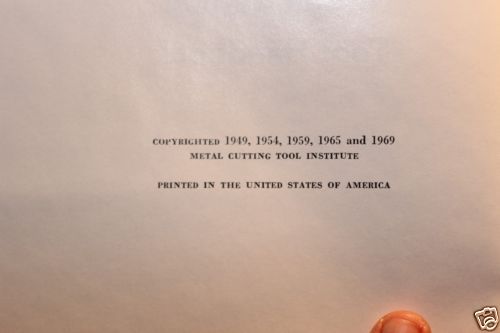 COPYRIGHTED 1949, 1954, 1959, 1965 and 1969
METAL CUTTING TOOL INSTITUTE
PRINTED IN THE UNITED STATES OF AMERICA